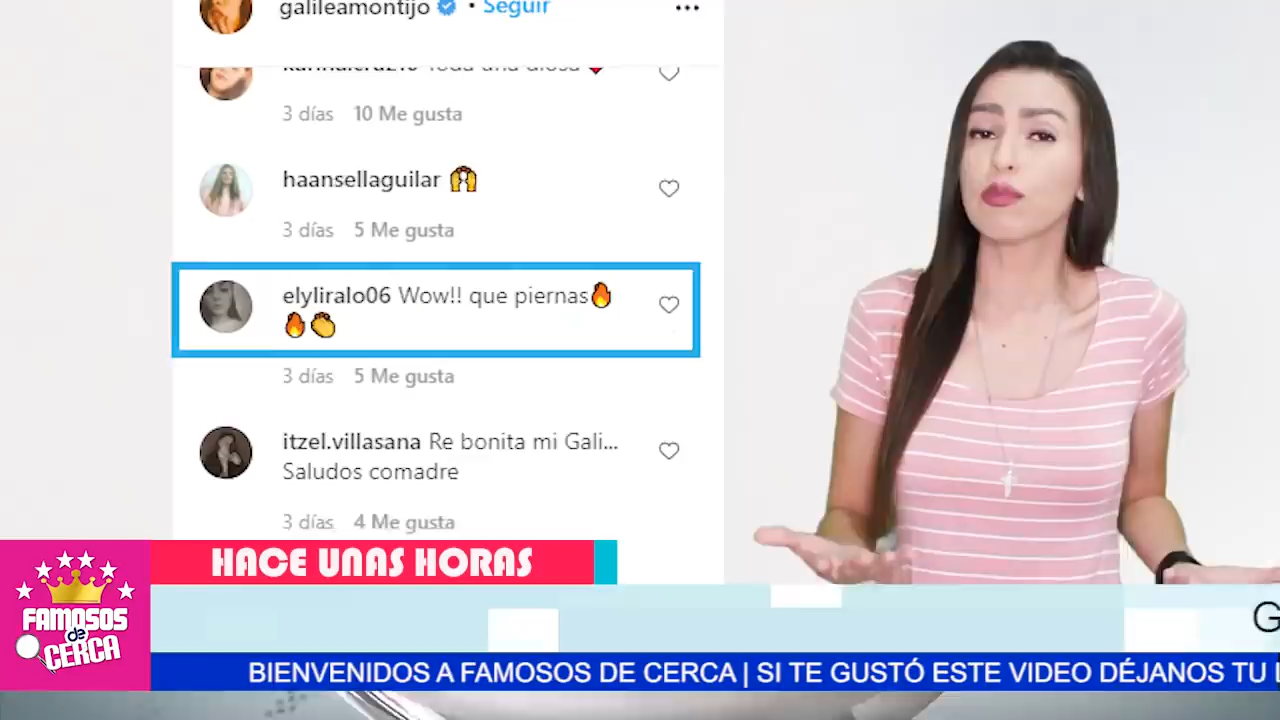 galileamontijo • Seguir
3 días 10 Me gusta
haansellaguilar
3 días 5 Me gusta
elyliralo06 Wow!! que piernas
3 días 5 Me gusta
itzel.villasana Re bonita mi Gali...
Saludos comadre
3 días 4 Me gusta
HACE UNAS HORAS
FAMOSOS
de
CERCA
G
BIENVENIDOS A FAMOSOS DE CERCA | SI TE GUSTÓ ESTE VIDEO DÉJANOS TU